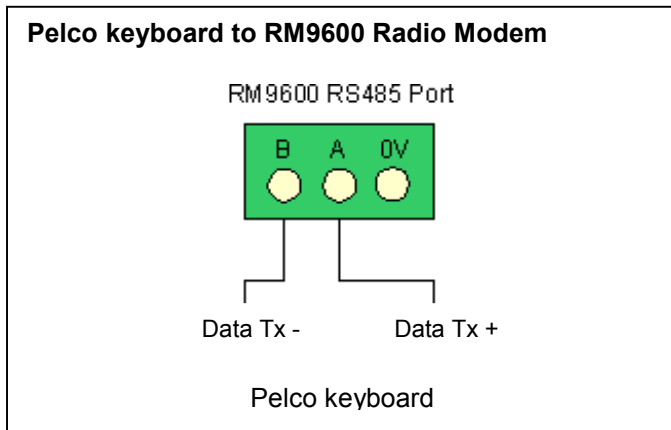 Pelco keyboard to RM9600 Radio Modem
RM9600 RS485 Port
B A 0V
Data Tx - Data Tx +
Pelco keyboard